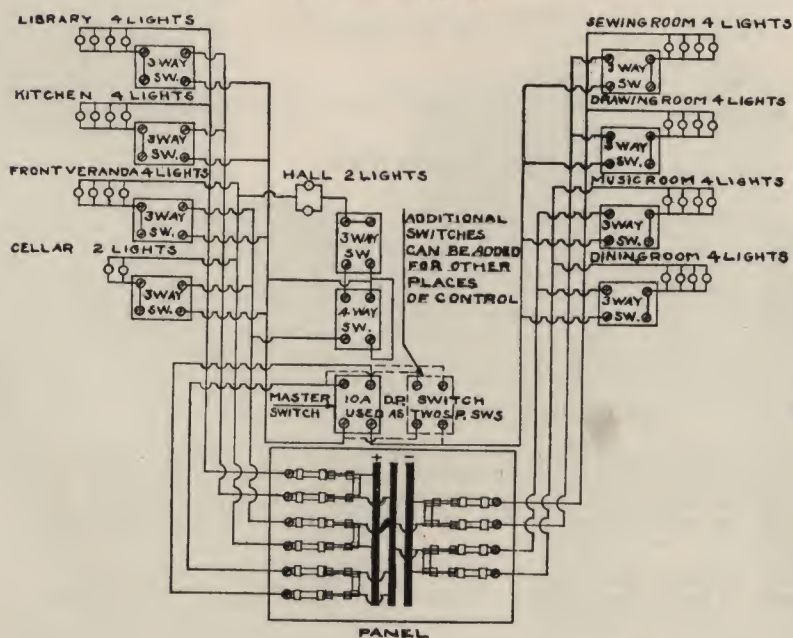 LIBRARY 4 LIGHTS
3 WAY
SW.
KITCHEN 4 LIGHTS
3 WAY
SW.
FRONT VERANDA 4 LIGHTS
3 WAY
SW.
CELLAR 2 LIGHTS
3 WAY
SW.
HALL 2 LIGHTS
3 WAY
SW
4 WAY
SW.
ADDITIONAL
SWITCHES
CAN BE ADDED
FOR OTHER
PLACES
OF CONTROL
SEWING ROOM 4 LIGHTS
3 WAY
SW.
DRAWING ROOM 4 LIGHTS
3 WAY
SW.
MUSIC ROOM 4 LIGHTS
3 WAY
SW.
DINING ROOM 4 LIGHTS
3 WAY
SW.
MASTER
SWITCH
10A D.P. SWITCH
USED AS TWO S.P. SWS
+ −
PANEL